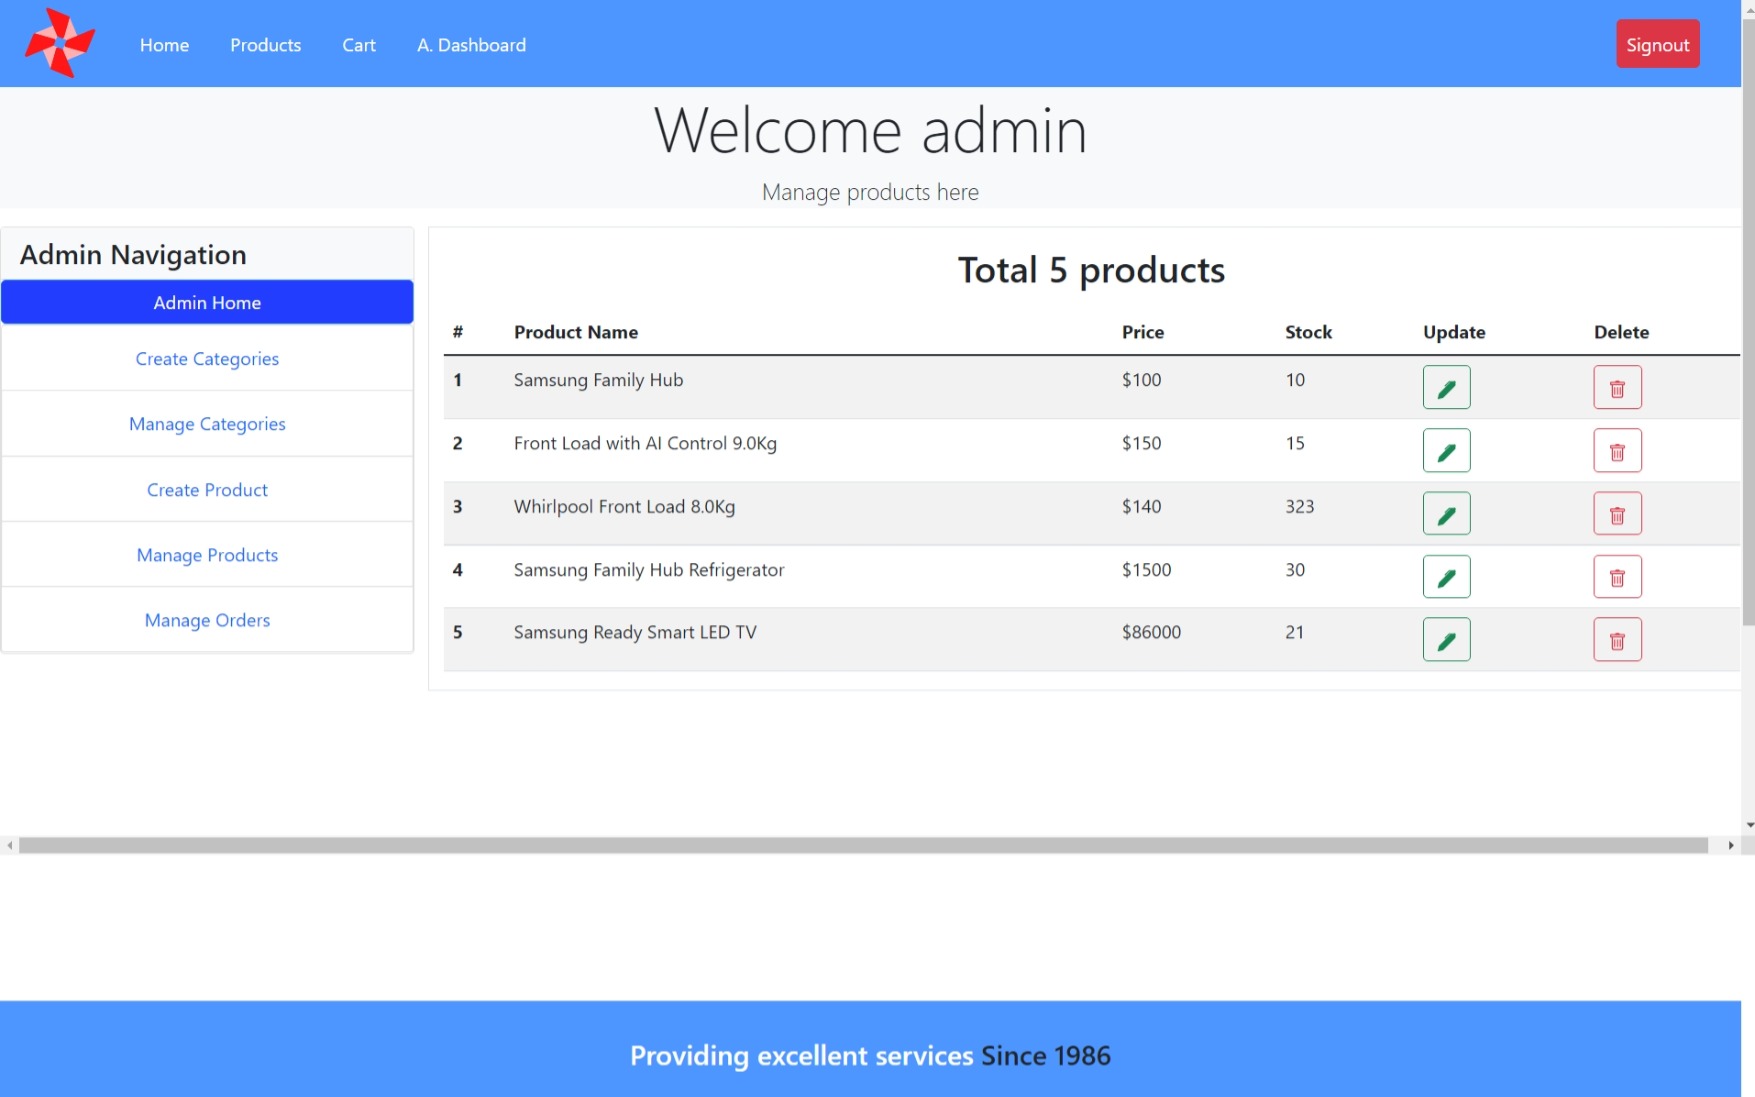 Home Products Cart A. Dashboard Signout
Welcome admin
Manage products here
Admin Navigation
Admin Home
Create Categories
Manage Categories
Create Product
Manage Products
Manage Orders
Total 5 products
# Product Name Price Stock Update Delete
1 Samsung Family Hub $100 10
2 Front Load with AI Control 9.0Kg $150 15
3 Whirlpool Front Load 8.0Kg $140 323
4 Samsung Family Hub Refrigerator $1500 30
5 Samsung Ready Smart LED TV $86000 21
Providing excellent services Since 1986